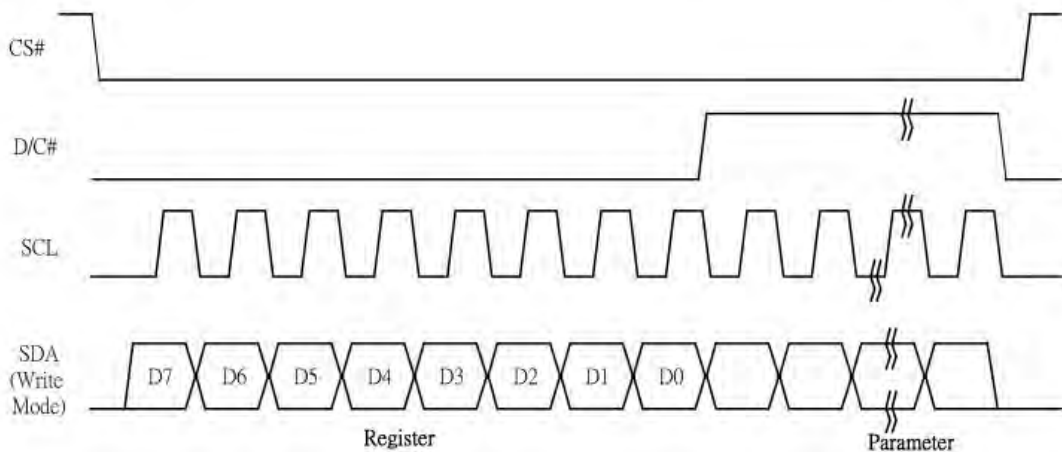 CS#
D/C#
SCL
SDA
(Write
Mode)
D7 D6 D5 D4 D3 D2 D1 D0
Register Parameter